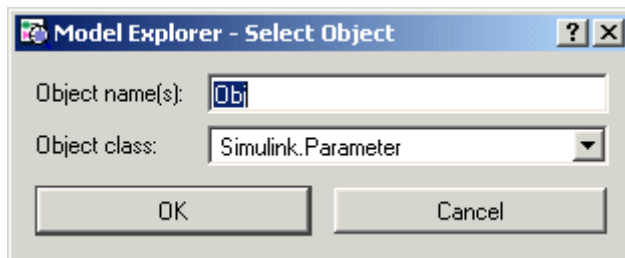 Model Explorer - Select Object
Object name(s): Obj
Object class: Simulink.Parameter
OK Cancel